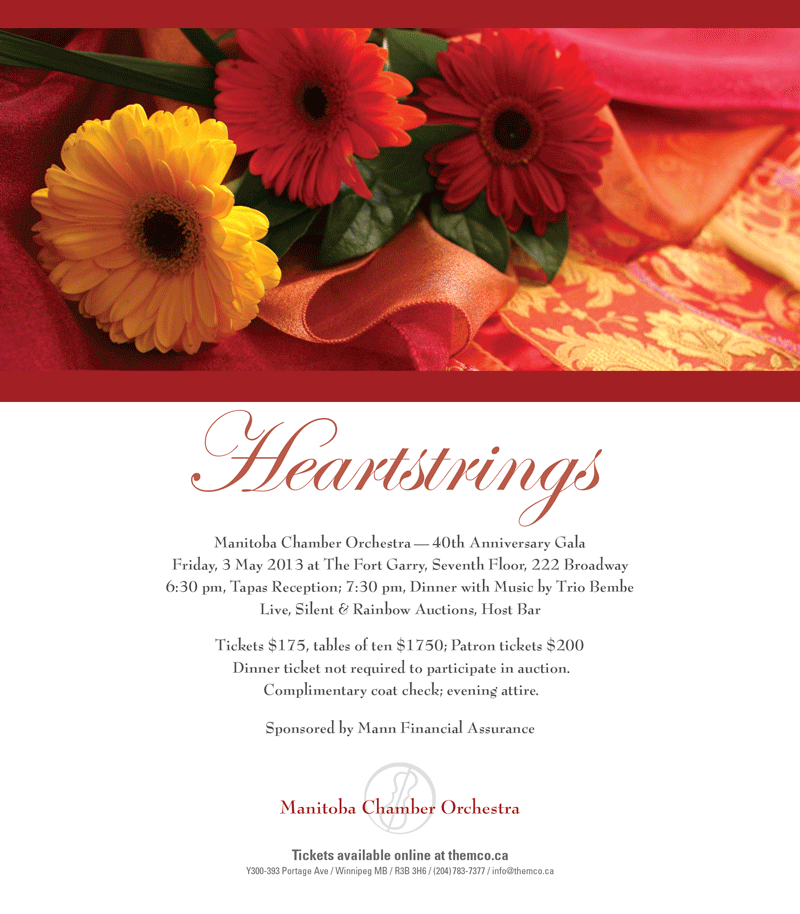 Heartstrings
Manitoba Chamber Orchestra — 40th Anniversary Gala
Friday, 3 May 2013 at The Fort Garry, Seventh Floor, 222 Broadway
6:30 pm, Tapas Reception; 7:30 pm, Dinner with Music by Trio Bembe
Live, Silent & Rainbow Auctions, Host Bar
Tickets $175, tables of ten $1750; Patron tickets $200
Dinner ticket not required to participate in auction.
Complimentary coat check; evening attire.
Sponsored by Mann Financial Assurance
Manitoba Chamber Orchestra
Tickets available online at themco.ca
Y300-393 Portage Ave / Winnipeg MB / R3B 3H6 / (204) 783-7377 / info@themco.ca